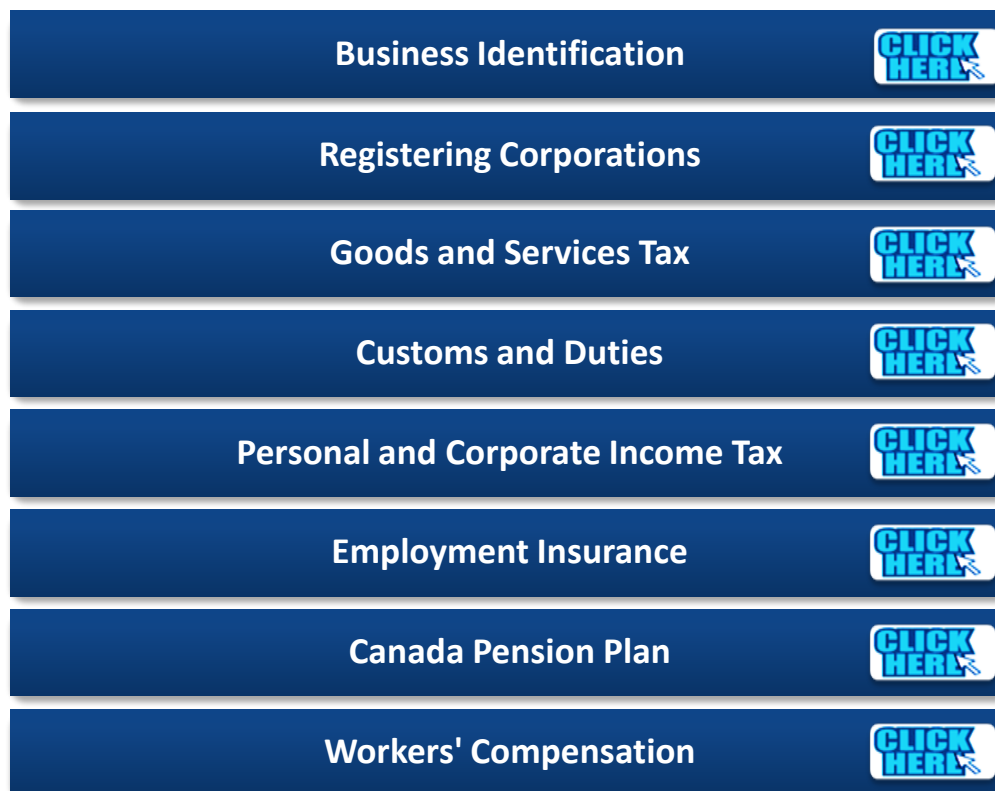 Business Identification
CLICK
HERE
Registering Corporations
CLICK
HERE
Goods and Services Tax
CLICK
HERE
Customs and Duties
CLICK
HERE
Personal and Corporate Income Tax
CLICK
HERE
Employment Insurance
CLICK
HERE
Canada Pension Plan
CLICK
HERE
Workers' Compensation
CLICK
HERE